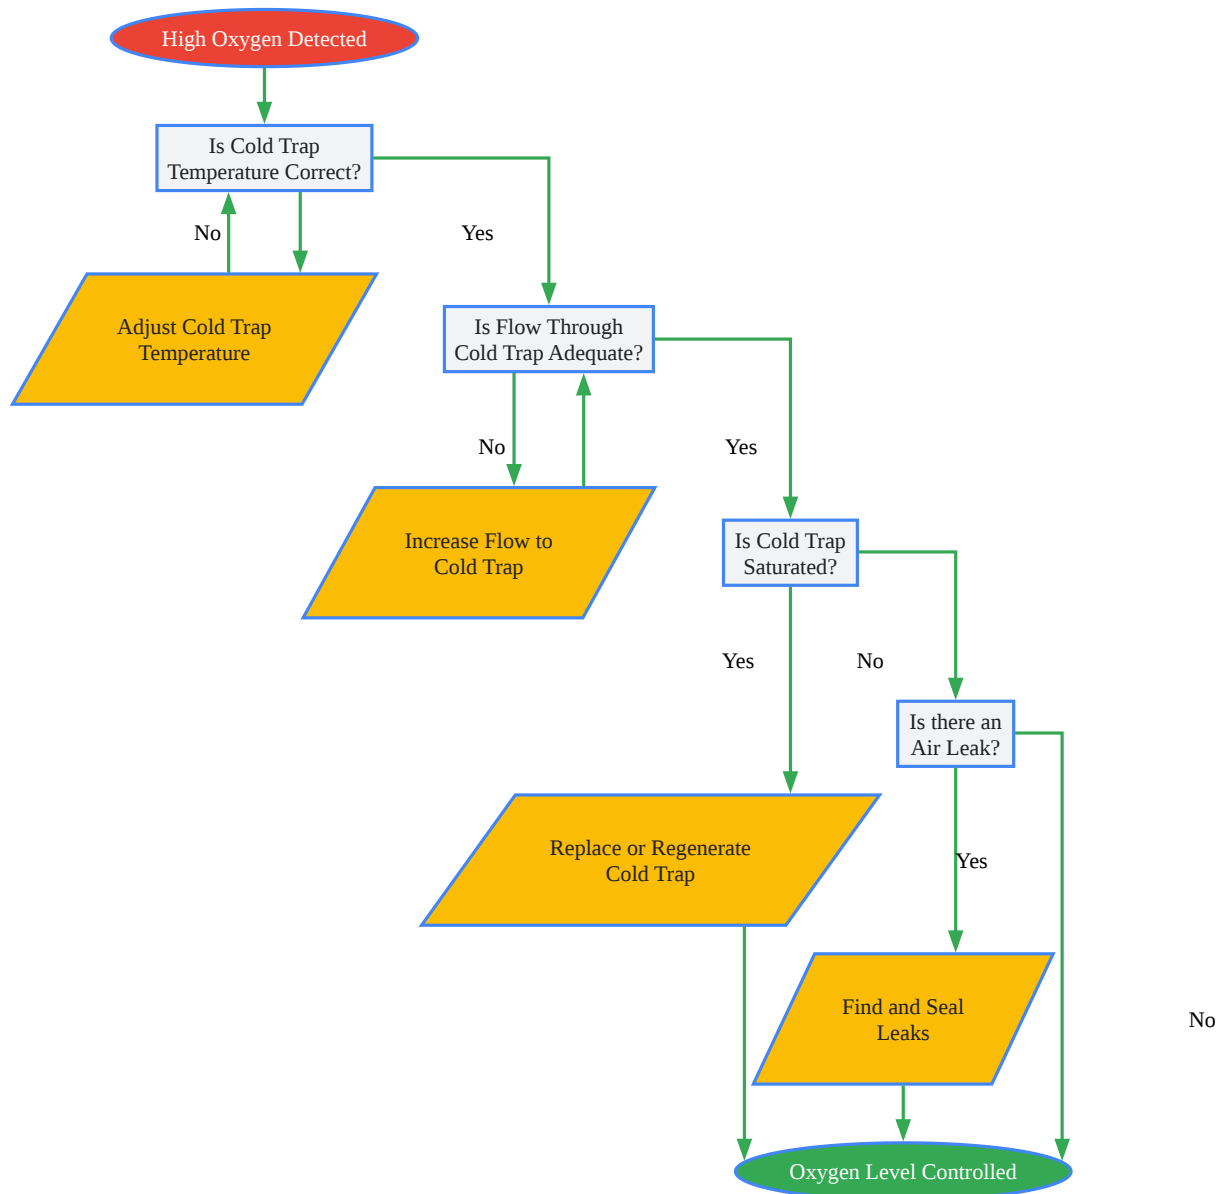 High Oxygen Detected
Is Cold Trap
Temperature Correct?
No
Yes
Adjust Cold Trap
Temperature
Is Flow Through
Cold Trap Adequate?
No
Yes
Increase Flow to
Cold Trap
Is Cold Trap
Saturated?
Yes
No
Is there an
Air Leak?
Replace or Regenerate
Cold Trap
Yes
Find and Seal
Leaks
No
Oxygen Level Controlled